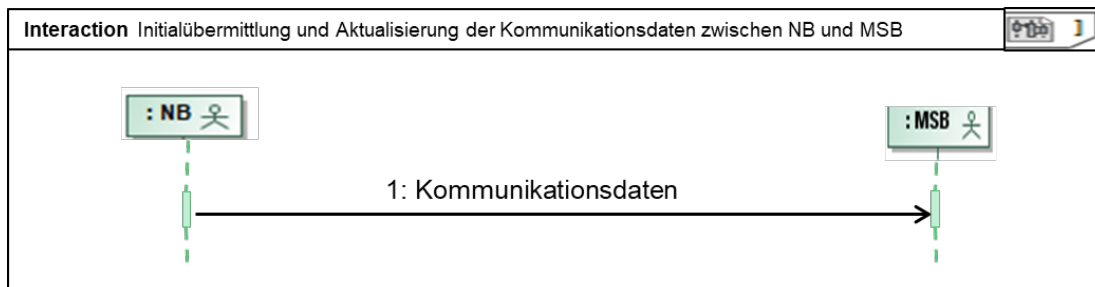 Interaction Initialübermittlung und Aktualisierung der Kommunikationsdaten zwischen NB und MSB
: NB
: MSB
1: Kommunikationsdaten